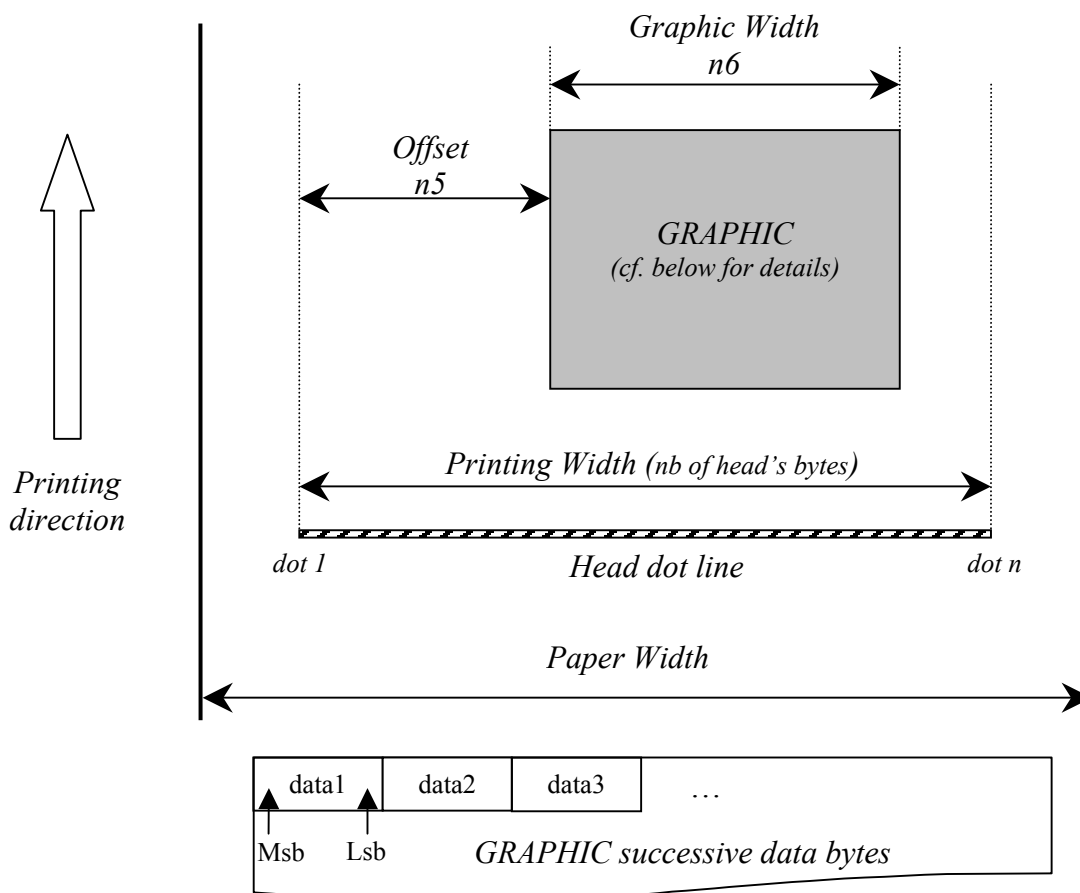 Graphic Width
n6
Offset
n5
GRAPHIC
(cf. below for details)
Printing
direction
Printing Width (nb of head's bytes)
dot 1
Head dot line
dot n
Paper Width
data1 data2 data3 …
Msb Lsb
GRAPHIC successive data bytes